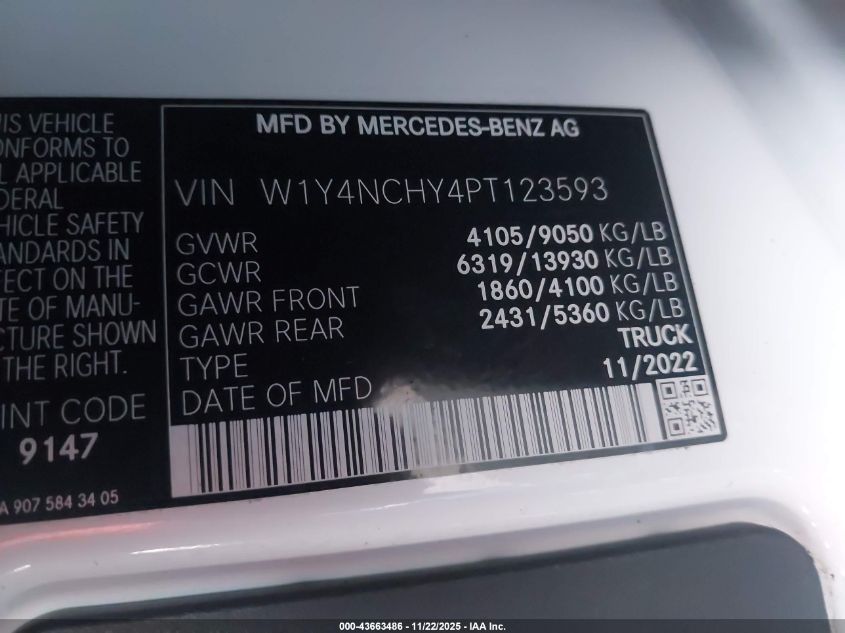 IS VEHICLE
ONFORMS TO
APPLICABLE
DERAL
HICLE SAFETY
ANDARDS IN
ECT ON THE
TE OF MANU-
CTURE SHOWN
THE RIGHT.
INT CODE
9147
A 907 584 34 05
MFD BY MERCEDES-BENZ AG
VIN W1Y4NCHY4PT123593
GVWR 4105/9050 KG/LB
GCWR 6319/13930 KG/LB
GAWR FRONT 1860/4100 KG/LB
GAWR REAR 2431/5360 KG/LB
TYPE TRUCK
DATE OF MFD 11/2022
000-43663486 - 11/22/2025 - IAA Inc.